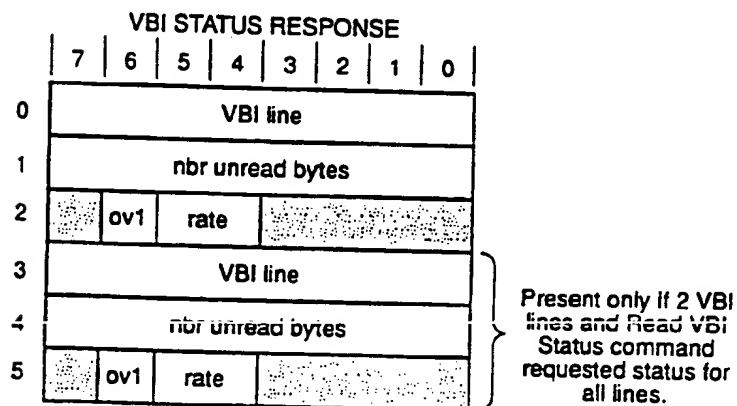 VBI STATUS RESPONSE
7 6 5 4 3 2 1 0
0 VBI line
1 nbr unread bytes
2 ov1 rate
3 VBI line
4 nbr unread bytes
5 ov1 rate
Present only if 2 VBI
lines and Read VBI
Status command
requested status for
all lines.